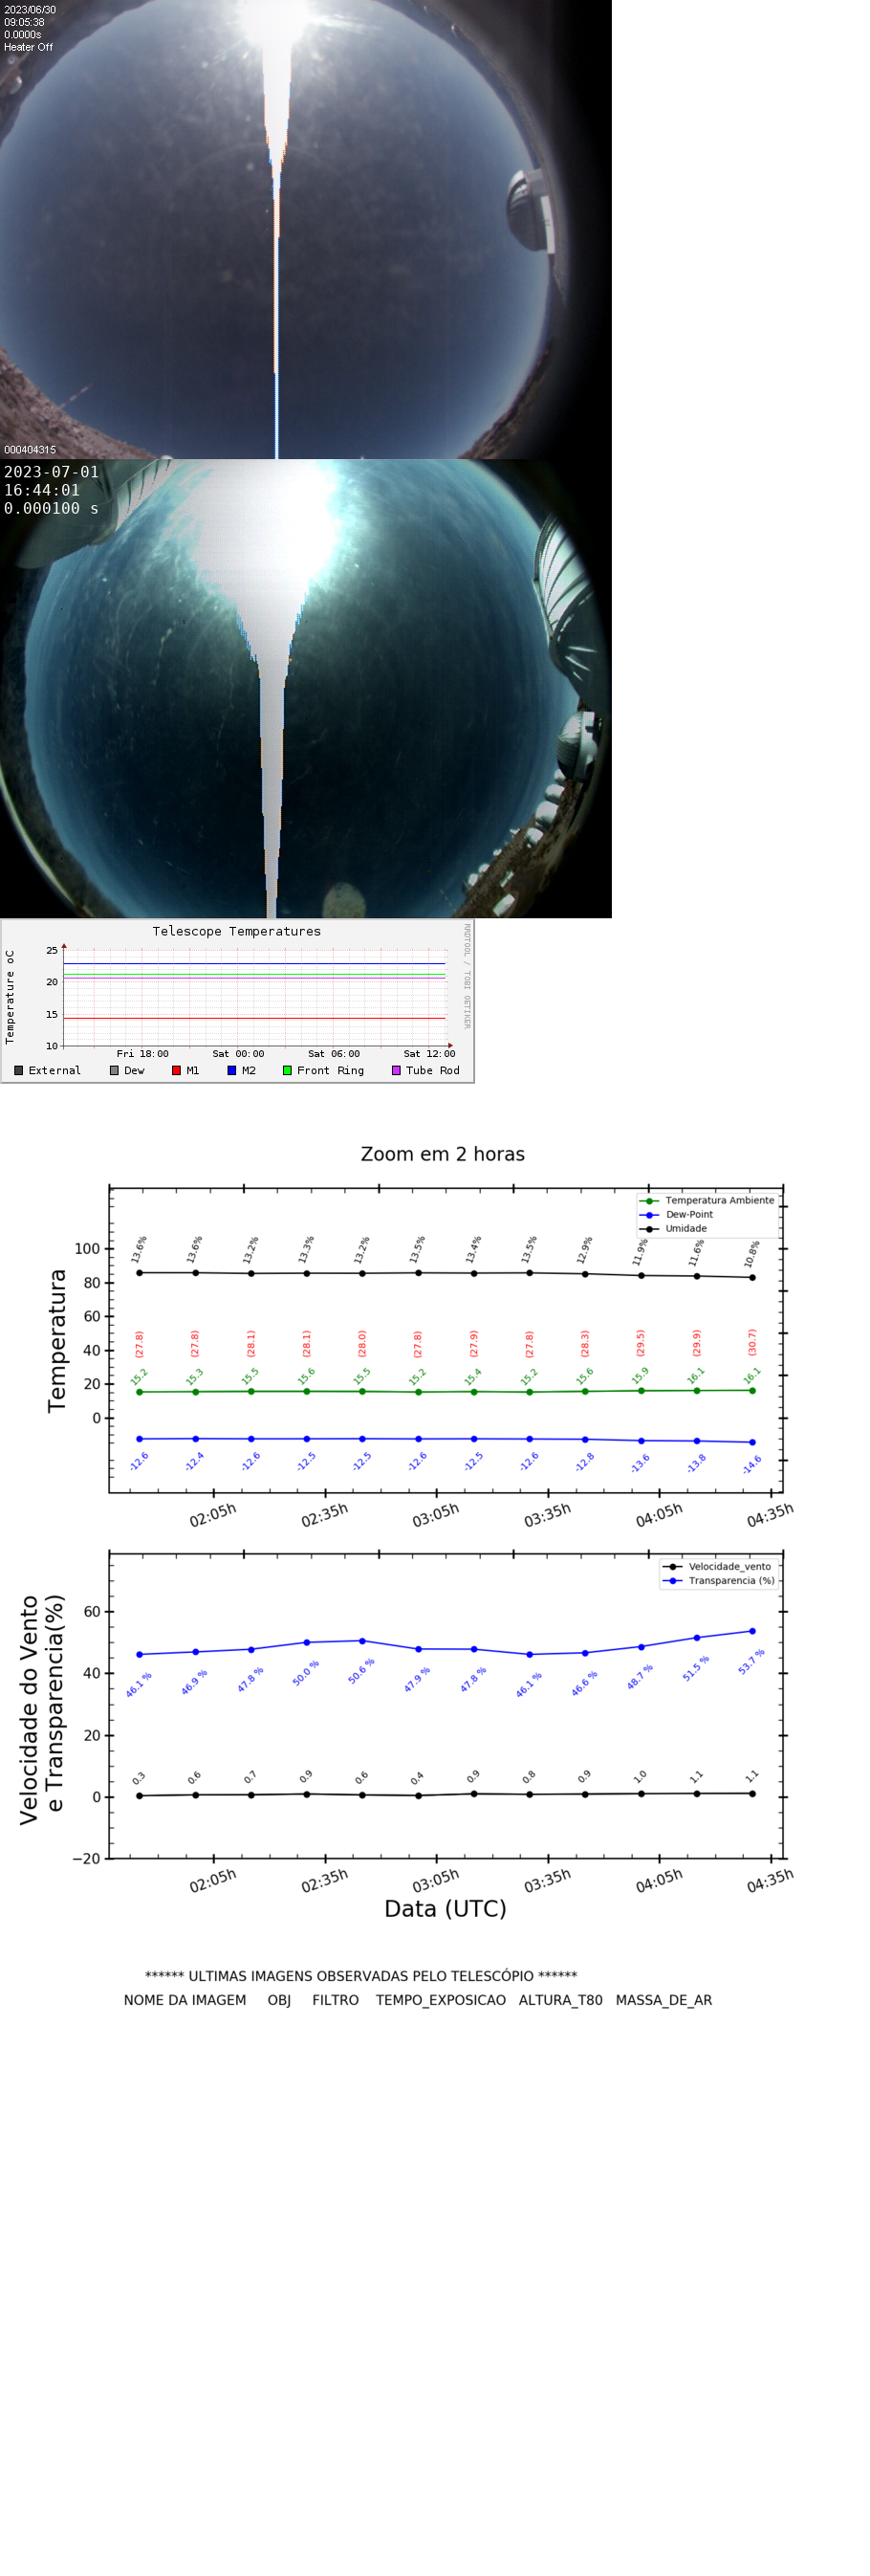 2023/06/30
09:05:38
0.0000s
Heater Off
000404315
2023-07-01
16:44:01
0.000100 s
Telescope Temperatures
RRDTOOL / TOBI OETIKER
Temperature oC
25
20
15
10
Fri 18:00 Sat 00:00 Sat 06:00 Sat 12:00
External Dew M1 M2 Front Ring Tube Rod
Zoom em 2 horas
Temperatura Ambiente
Dew-Point
Umidade
Temperatura
100
80
60
40
20
0
13.6% 13.6% 13.2% 13.3% 13.2% 13.5% 13.4% 13.5% 12.9% 11.9% 11.6% 10.8%
(27.8) (27.8) (28.1) (28.1) (28.0) (27.8) (27.9) (27.8) (28.3) (29.5) (29.9) (30.7)
15.2 15.3 15.5 15.6 15.5 15.2 15.4 15.2 15.6 15.9 16.1 16.1
-12.6 -12.4 -12.6 -12.5 -12.5 -12.6 -12.5 -12.6 -12.8 -13.6 -13.8 -14.6
02:05h 02:35h 03:05h 03:35h 04:05h 04:35h
Velocidade_vento
Transparencia (%)
Velocidade do Vento
e Transparencia(%)
60
40
20
0
−20
46.1 % 46.9 % 47.8 % 50.0 % 50.6 % 47.9 % 47.8 % 46.1 % 46.6 % 48.7 % 51.5 % 53.7 %
0.3 0.6 0.7 0.9 0.6 0.4 0.9 0.8 0.9 1.0 1.1 1.1
02:05h 02:35h 03:05h 03:35h 04:05h 04:35h
Data (UTC)
****** ULTIMAS IMAGENS OBSERVADAS PELO TELESCÓPIO ******
NOME DA IMAGEM OBJ FILTRO TEMPO_EXPOSICAO ALTURA_T80 MASSA_DE_AR